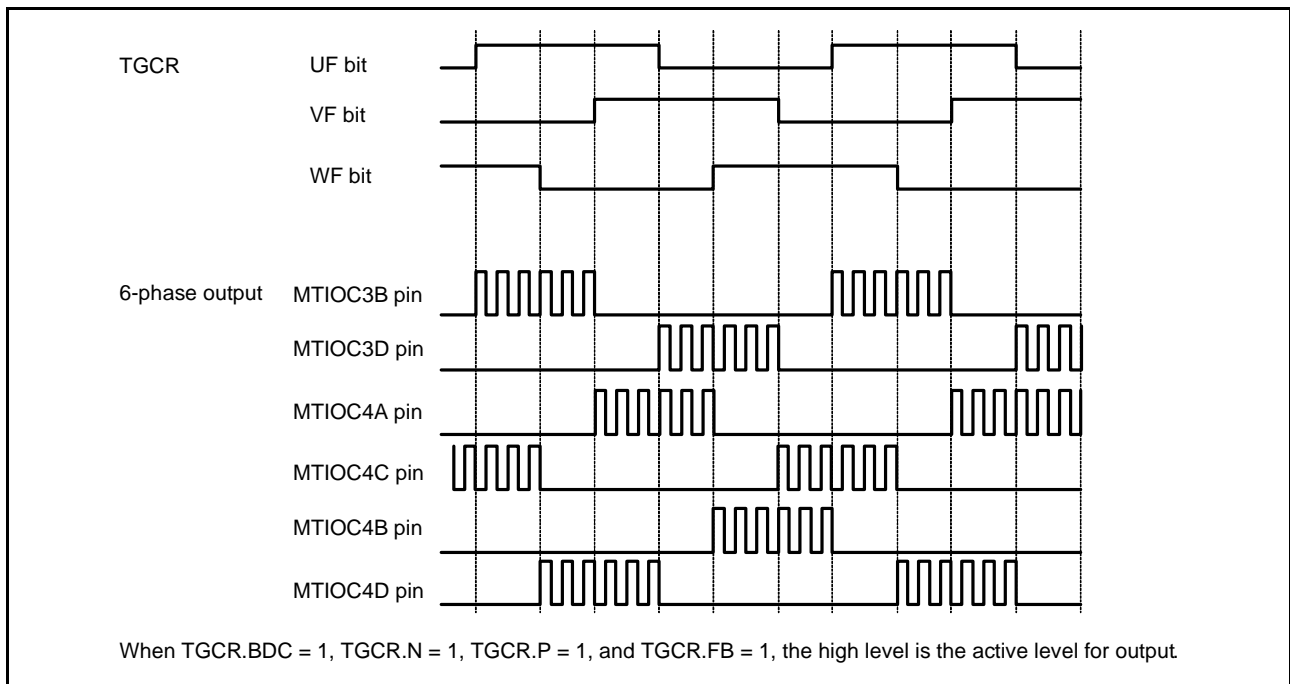 TGCR UF bit
VF bit
WF bit
6-phase output MTIOC3B pin
MTIOC3D pin
MTIOC4A pin
MTIOC4C pin
MTIOC4B pin
MTIOC4D pin
When TGCR.BDC = 1, TGCR.N = 1, TGCR.P = 1, and TGCR.FB = 1, the high level is the active level for output.